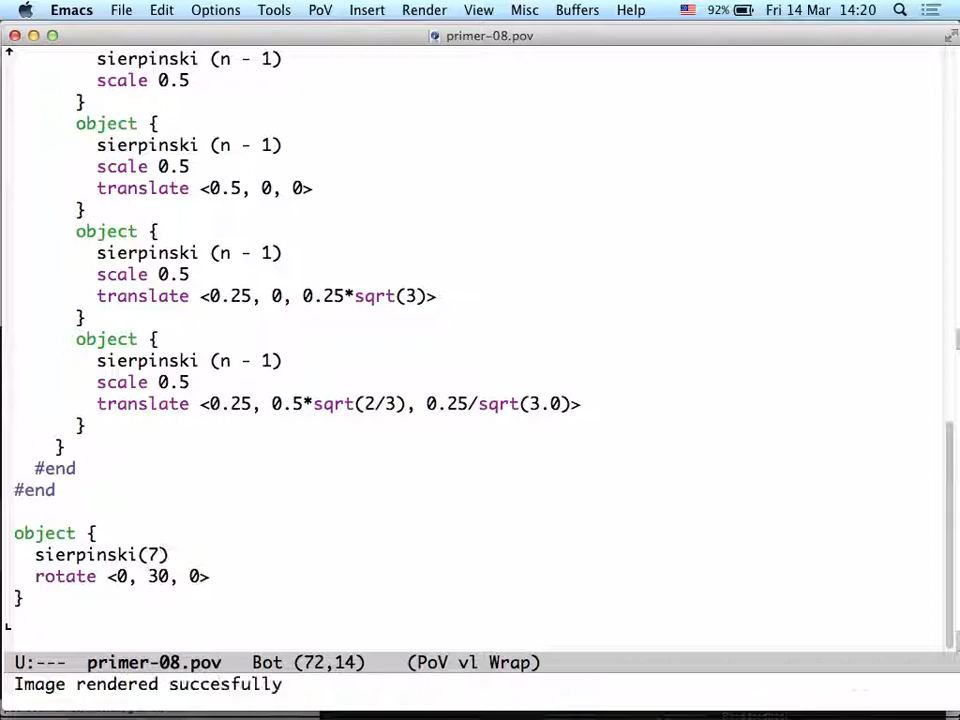 Emacs File Edit Options Tools PoV Insert Render View Misc Buffers Help 92% Fri 14 Mar 14:20
primer-08.pov
sierpinski (n - 1)
scale 0.5
}
object {
sierpinski (n - 1)
scale 0.5
translate <0.5, 0, 0>
}
object {
sierpinski (n - 1)
scale 0.5
translate <0.25, 0, 0.25*sqrt(3)>
}
object {
sierpinski (n - 1)
scale 0.5
translate <0.25, 0.5*sqrt(2/3), 0.25/sqrt(3.0)>
}
}
#end
#end
object {
sierpinski(7)
rotate <0, 30, 0>
}
U:--- primer-08.pov Bot (72,14) (PoV vl Wrap)
Image rendered succesfully